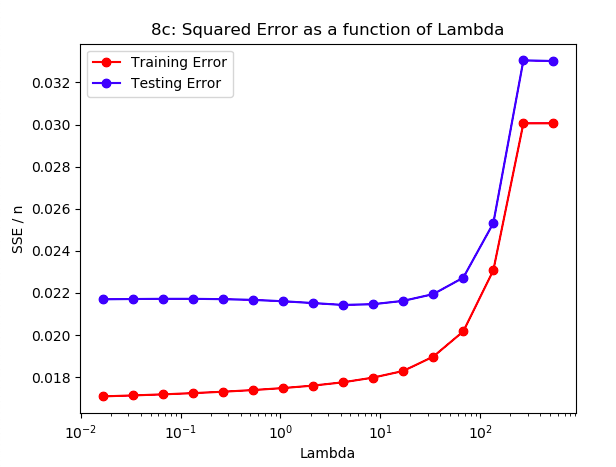 8c: Squared Error as a function of Lambda
Training Error
Testing Error
0.032
0.030
0.028
0.026
0.024
0.022
0.020
0.018
SSE / n
10⁻² 10⁻¹ 10⁰ 10¹ 10²
Lambda